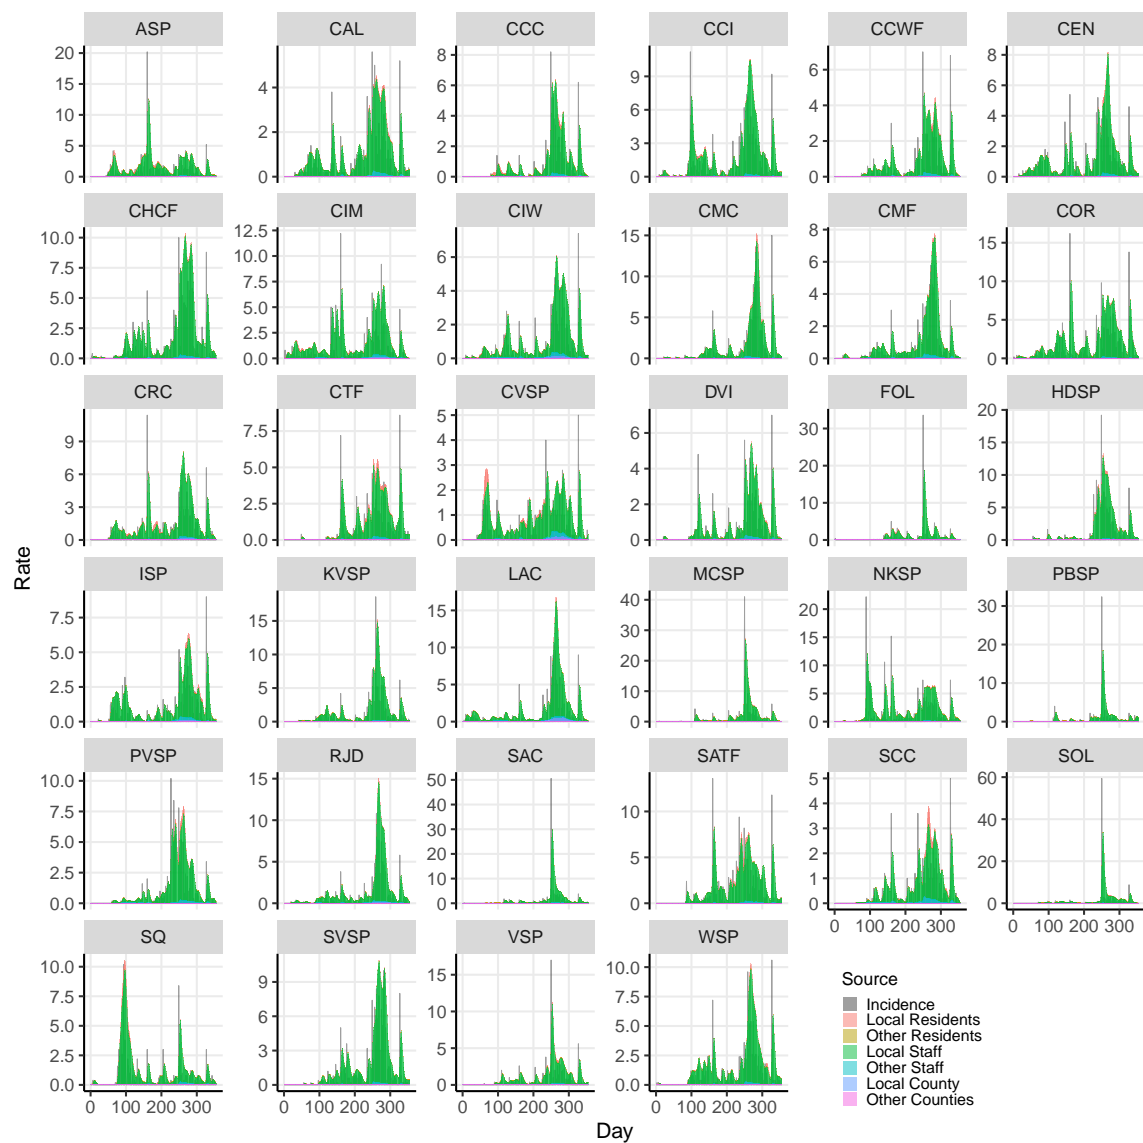 ASP CAL CCC CCI CCWF CEN
20 15 10 5 0
4 2 0
8 6 4 2 0
9 6 3 0
6 4 2 0
8 6 4 2 0
CHCF CIM CIW CMC CMF COR
10.0 7.5 5.0 2.5 0.0
12.5 10.0 7.5 5.0 2.5 0.0
6 4 2 0
15 10 5 0
8 6 4 2 0
15 10 5 0
CRC CTF CVSP DVI FOL HDSP
9 6 3 0
7.5 5.0 2.5 0.0
5 4 3 2 1 0
6 4 2 0
30 20 10 0
20 15 10 5 0
Rate
ISP KVSP LAC MCSP NKSP PBSP
7.5 5.0 2.5 0.0
15 10 5 0
15 10 5 0
40 30 20 10 0
20 15 10 5 0
30 20 10 0
PVSP RJD SAC SATF SCC SOL
10.0 7.5 5.0 2.5 0.0
15 10 5 0
50 40 30 20 10 0
10 5 0
5 4 3 2 1 0
60 40 20 0
0 100 200 300 0 100 200 300
SQ SVSP VSP WSP
10.0 7.5 5.0 2.5 0.0
9 6 3 0
15 10 5 0
10.0 7.5 5.0 2.5 0.0
0 100 200 300 0 100 200 300 0 100 200 300 0 100 200 300
Day
Source
Incidence
Local Residents
Other Residents
Local Staff
Other Staff
Local County
Other Counties